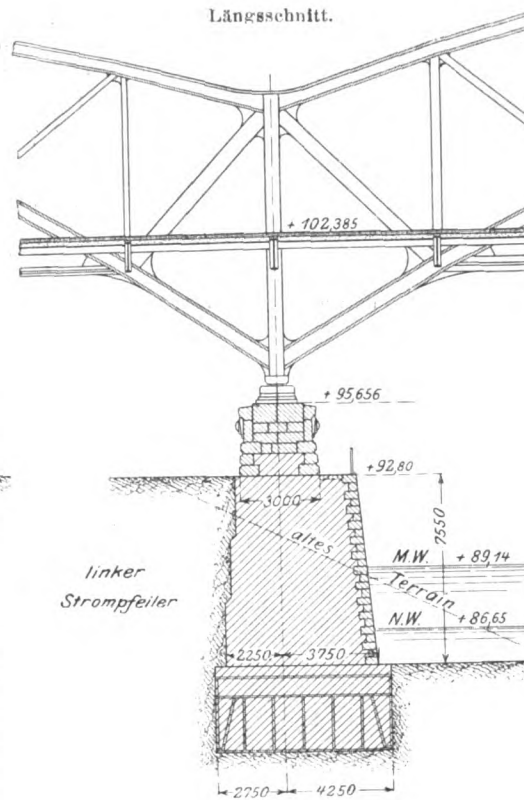 Längsschnitt.
+ 102,385
+ 95,656
+ 92,80
3000
7550
altes Terrain
M.W. + 89,14
linker
Strompfeiler
N.W. + 86,65
2250 3750
2750 4250